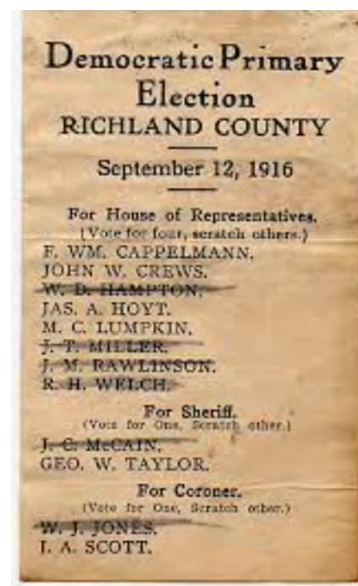 Democratic Primary
Election
RICHLAND COUNTY
September 12, 1916
For House of Representatives.
(Vote for four, scratch others.)
F. WM. CAPPELMANN.
JOHN W. CREWS.
W. D. HAMPTON.
JAS. A. HOYT.
M. C. LUMPKIN.
J. T. MILLER.
J. M. RAWLINSON.
R. H. WELCH.
For Sheriff.
(Vote for One, Scratch other.)
J. C. McCAIN.
GEO. W. TAYLOR.
For Coroner.
(Vote for One, Scratch other.)
W. J. JONES.
J. A. SCOTT.